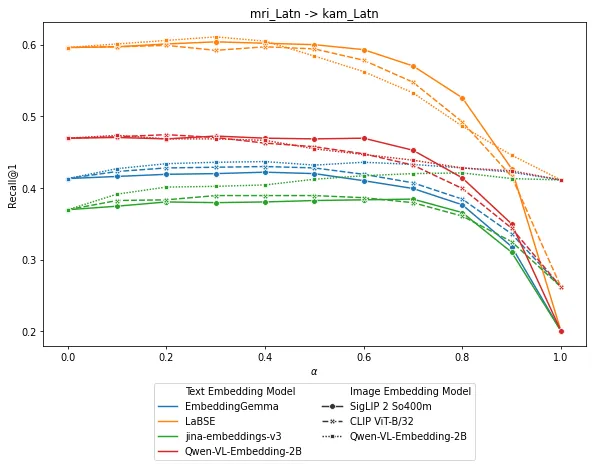 mri_Latn -> kam_Latn
Recall@1
0.6
0.5
0.4
0.3
0.2
0.0 0.2 0.4 0.6 0.8 1.0
α
Text Embedding Model
EmbeddingGemma
LaBSE
jina-embeddings-v3
Qwen-VL-Embedding-2B
Image Embedding Model
SigLIP 2 So400m
CLIP ViT-B/32
Qwen-VL-Embedding-2B